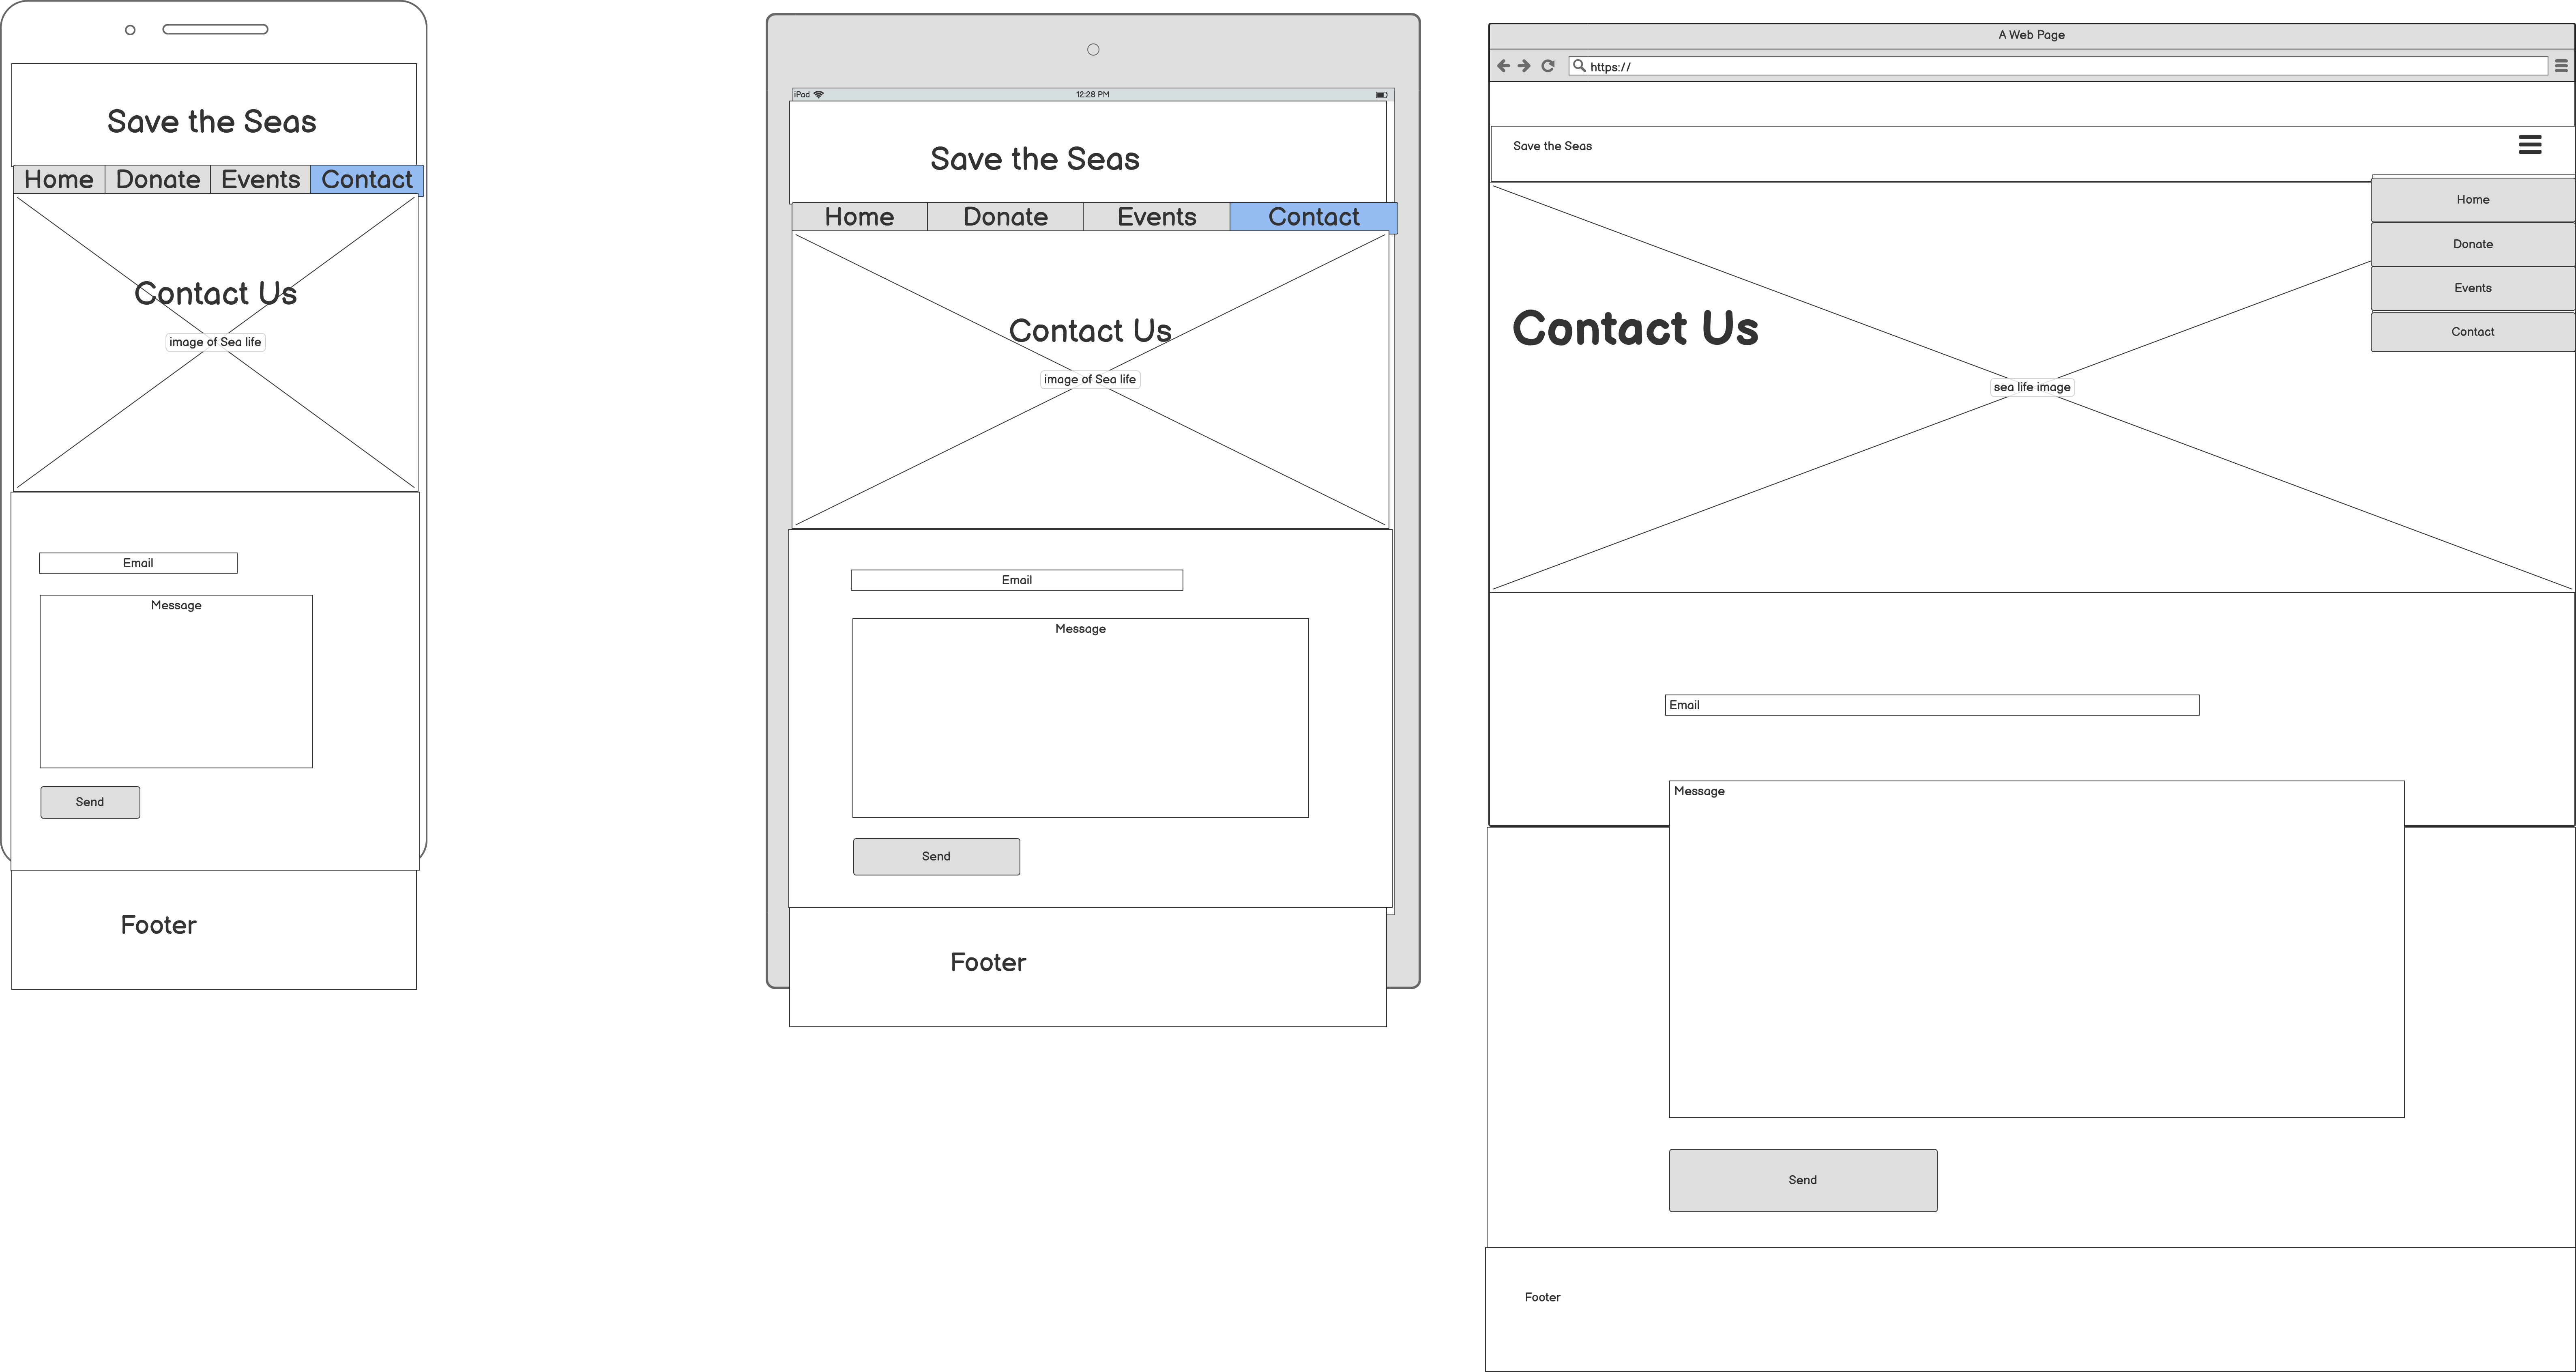 Save the Seas
Home Donate Events Contact
Contact Us
image of Sea life
Email
Message
Send
Footer
iPad 12:28 PM
Save the Seas
Home Donate Events Contact
Contact Us
image of Sea life
Email
Message
Send
Footer
A Web Page
https://
Save the Seas
Home
Donate
Events
Contact
Contact Us
sea life image
Email
Message
Send
Footer